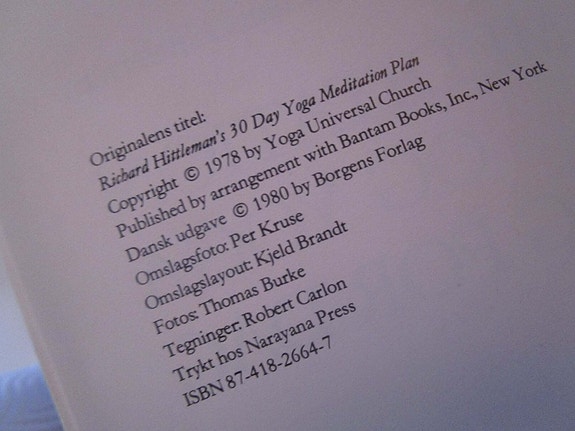 Originalens titel:
Richard Hittleman's 30 Day Yoga Meditation Plan
Copyright © 1978 by Yoga Universal Church
Published by arrangement with Bantam Books, Inc., New York
Dansk udgave © 1980 by Borgens Forlag
Omslagsfoto: Per Kruse
Omslagslayout: Kjeld Brandt
Fotos: Thomas Burke
Tegninger: Robert Carlon
Trykt hos Narayana Press
ISBN 87-418-2664-7